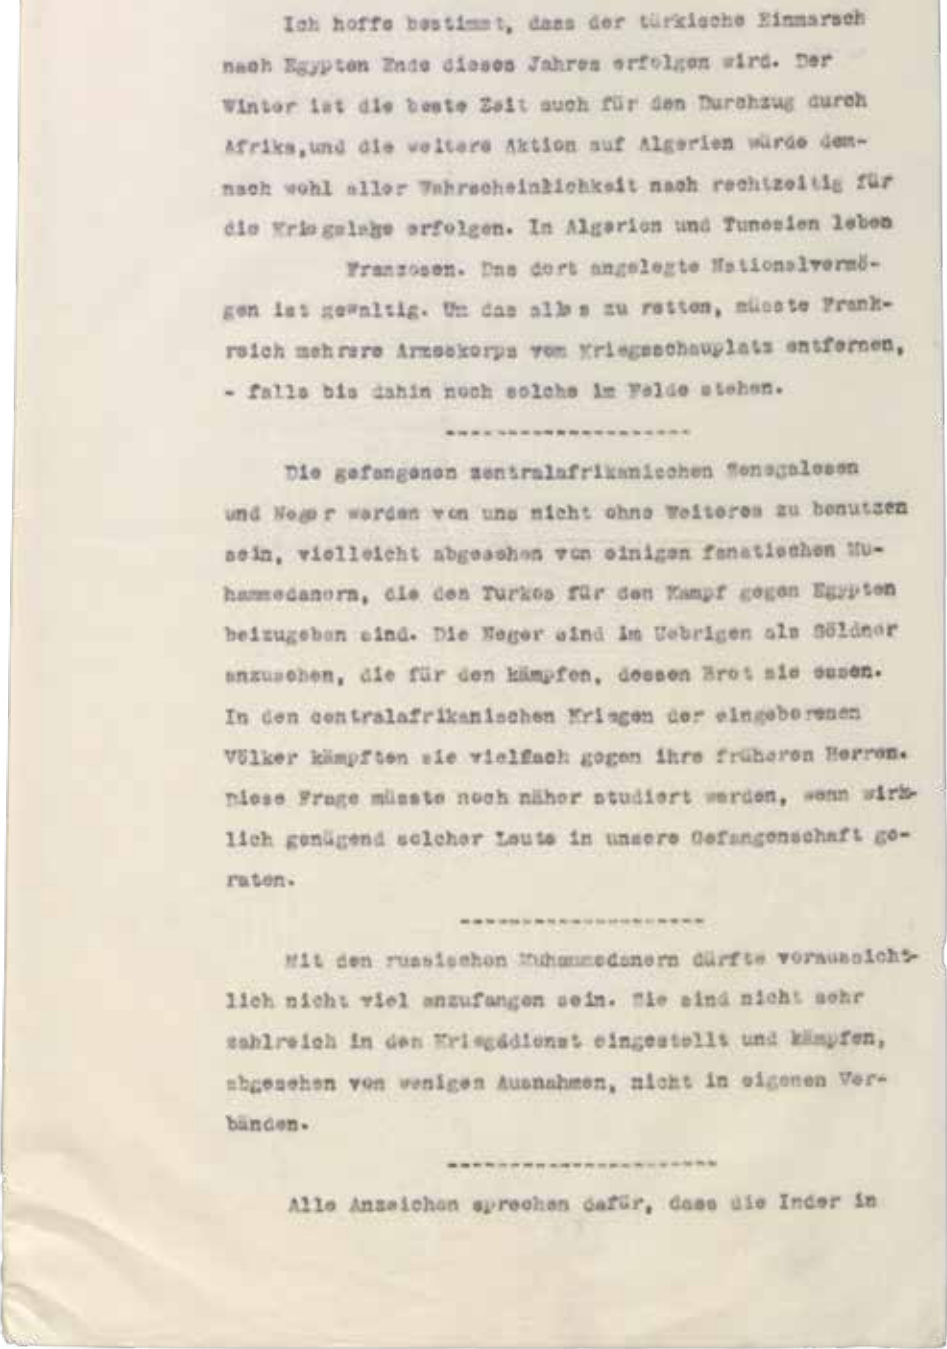 Ich hoffe bestimmt, dass der türkische Einmarsch
nach Egypten Ende dieses Jahres erfolgen wird. Der
Winter ist die beste Zeit auch für den Durchzug durch
Afrika,und die weitere Aktion auf Algerien würde dem-
nach wohl aller Wahrscheinlichkeit nach rechtzeitig für
die Kriegslage erfolgen. In Algerien und Tunesien leben
Franzosen. Das dort angelegte Nationalvermö-
gen ist gewaltig. Um das alles zu retten, müsste Frank-
reich mehrere Armeekorps vom Kriegsschauplatz entfernen,
- falls bis dahin noch solche im Felde stehen.
--------------------
Die gefangenen zentralafrikanischen Senegalesen
und Neger werden von uns nicht ohne Weiteres zu benutzen
sein, vielleicht abgesehen von einigen fanatischen Mu-
hammedanern, die den Turkos für den Kampf gegen Egypten
beizugeben sind. Die Neger sind im Uebrigen als Söldner
anzusehen, die für den kämpfen, dessen Brot sie essen.
In den centralafrikanischen Kriegen der eingeborenen
Völker kämpften sie vielfach gegen ihre früheren Herren.
Diese Frage müsste noch näher studiert werden, wenn wirk-
lich genügend solcher Leute in unsere Gefangenschaft ge-
raten.
--------------------
Mit den russischen Muhammedanern dürfte voraussicht-
lich nicht viel anzufangen sein. Sie sind nicht sehr
zahlreich in den Kriegsdienst eingestellt und kämpfen,
abgesehen von wenigen Ausnahmen, nicht in eigenen Ver-
bänden.
----------------------
Alle Anzeichen sprechen dafür, dass die Inder in